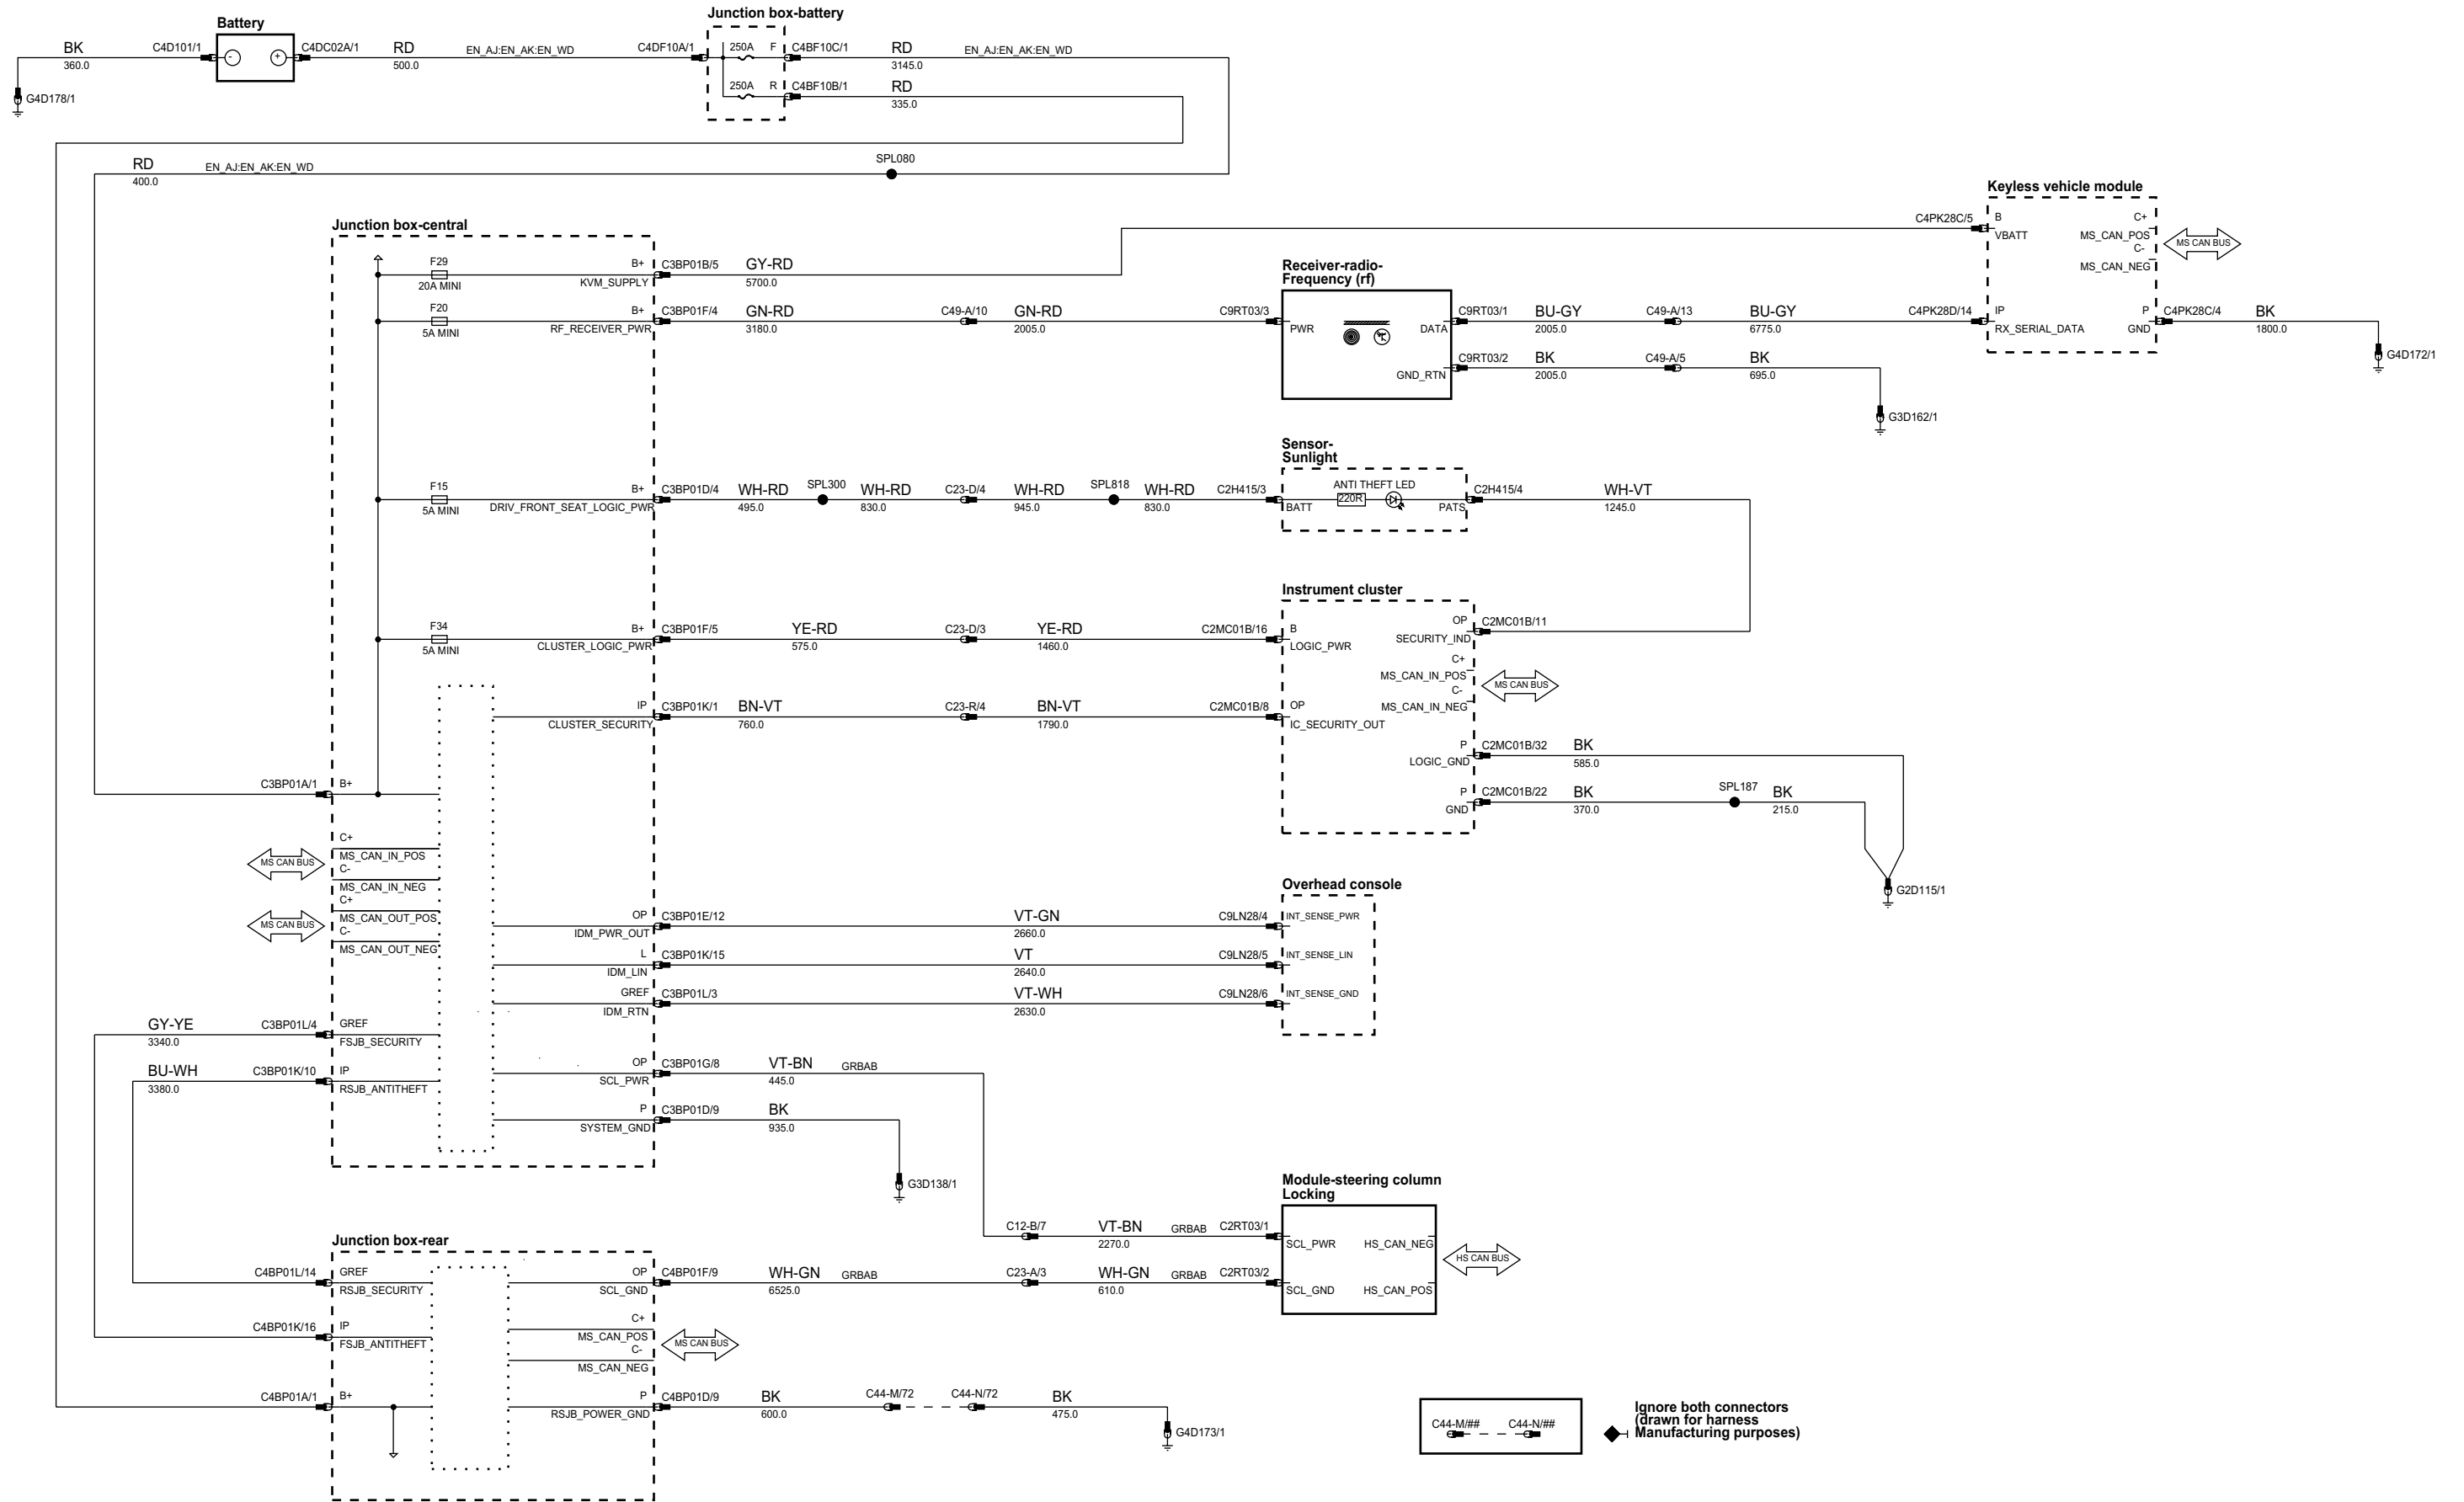 Battery
Junction box-battery
BK
360.0
C4D101/1
-
+
C4DC02A/1
RD
500.0
EN_AJ:EN_AK:EN_WD
C4DF10A/1
250A
F
C4BF10C/1
RD
3145.0
EN_AJ:EN_AK:EN_WD
G4D178/1
250A
R
C4BF10B/1
RD
335.0
RD
400.0
EN_AJ:EN_AK:EN_WD
SPL080
Keyless vehicle module
C4PK28C/5
B
VBATT
C+
MS_CAN_POS
C-
MS_CAN_NEG
MS CAN BUS
IP
RX_SERIAL_DATA
P
GND
C4PK28C/4
BK
1800.0
G4D172/1
Junction box-central
F29
20A MINI
B+
KVM_SUPPLY
C3BP01B/5
GY-RD
5700.0
F20
5A MINI
B+
RF_RECEIVER_PWR
C3BP01F/4
GN-RD
3180.0
C49-A/10
GN-RD
2005.0
C9RT03/3
Receiver-radio-
Frequency (rf)
PWR
DATA
GND_RTN
C9RT03/1
BU-GY
2005.0
C49-A/13
BU-GY
6775.0
C4PK28D/14
C9RT03/2
BK
2005.0
C49-A/5
BK
695.0
G3D162/1
F15
5A MINI
B+
DRIV_FRONT_SEAT_LOGIC_PWR
C3BP01D/4
WH-RD
495.0
SPL300
WH-RD
830.0
C23-D/4
WH-RD
945.0
SPL818
WH-RD
830.0
C2H415/3
Sensor-
Sunlight
ANTI THEFT LED
220R
BATT
PATS
C2H415/4
WH-VT
1245.0
Instrument cluster
F34
5A MINI
B+
CLUSTER_LOGIC_PWR
C3BP01F/5
YE-RD
575.0
C23-D/3
YE-RD
1460.0
C2MC01B/16
B
LOGIC_PWR
OP
SECURITY_IND
C2MC01B/11
C+
MS_CAN_IN_POS
C-
MS_CAN_IN_NEG
MS CAN BUS
IP
CLUSTER_SECURITY
C3BP01K/1
BN-VT
760.0
C23-R/4
BN-VT
1790.0
C2MC01B/8
OP
IC_SECURITY_OUT
P
LOGIC_GND
C2MC01B/32
BK
585.0
P
GND
C2MC01B/22
BK
370.0
SPL187
BK
215.0
G2D115/1
C3BP01A/1
B+
C+
MS_CAN_IN_POS
C-
MS_CAN_IN_NEG
MS CAN BUS
C+
MS_CAN_OUT_POS
C-
MS_CAN_OUT_NEG
MS CAN BUS
Overhead console
OP
IDM_PWR_OUT
C3BP01E/12
VT-GN
2660.0
C9LN28/4
INT_SENSE_PWR
L
IDM_LIN
C3BP01K/15
VT
2640.0
C9LN28/5
INT_SENSE_LIN
GREF
IDM_RTN
C3BP01L/3
VT-WH
2630.0
C9LN28/6
INT_SENSE_GND
GY-YE
3340.0
C3BP01L/4
GREF
FSJB_SECURITY
BU-WH
3380.0
C3BP01K/10
IP
RSJB_ANTITHEFT
OP
SCL_PWR
C3BP01G/8
VT-BN
445.0
GRBAB
P
SYSTEM_GND
C3BP01D/9
BK
935.0
G3D138/1
Module-steering column
Locking
C12-B/7
VT-BN
2270.0
GRBAB
C2RT03/1
SCL_PWR
HS_CAN_NEG
HS CAN BUS
SCL_GND
HS_CAN_POS
Junction box-rear
C4BP01L/14
GREF
RSJB_SECURITY
OP
SCL_GND
C4BP01F/9
WH-GN
6525.0
GRBAB
C23-A/3
WH-GN
610.0
GRBAB
C2RT03/2
C4BP01K/16
IP
FSJB_ANTITHEFT
C+
MS_CAN_POS
C-
MS_CAN_NEG
MS CAN BUS
C4BP01A/1
B+
P
RSJB_POWER_GND
C4BP01D/9
BK
600.0
C44-M/72
C44-N/72
BK
475.0
G4D173/1
C44-M/##
C44-N/##
Ignore both connectors
(drawn for harness
Manufacturing purposes)